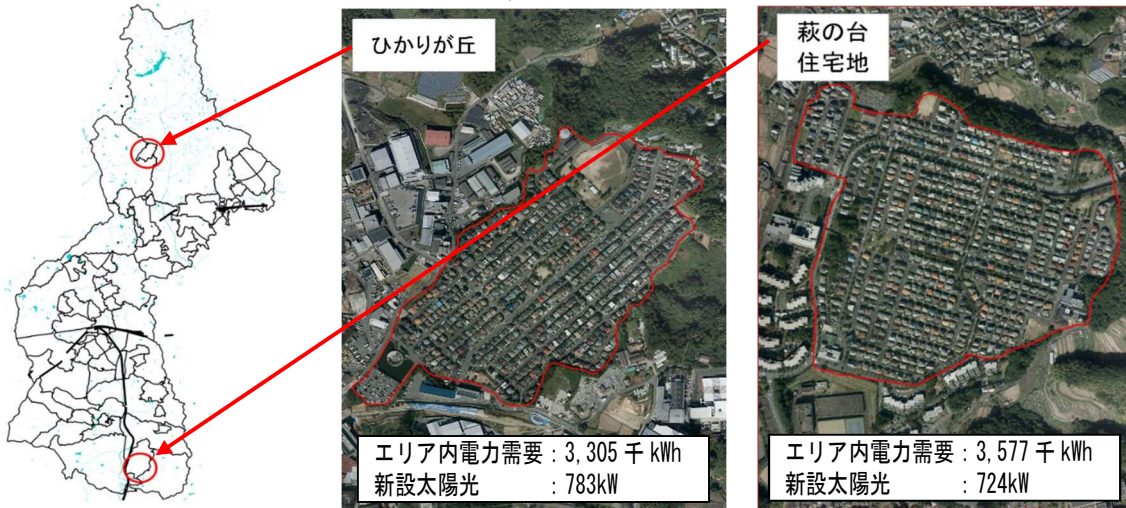 ひかりが丘
萩の台
住宅地
エリア内電力需要：3,305千kWh
新設太陽光　　　：783kW
エリア内電力需要：3,577千kWh
新設太陽光　　　：724kW